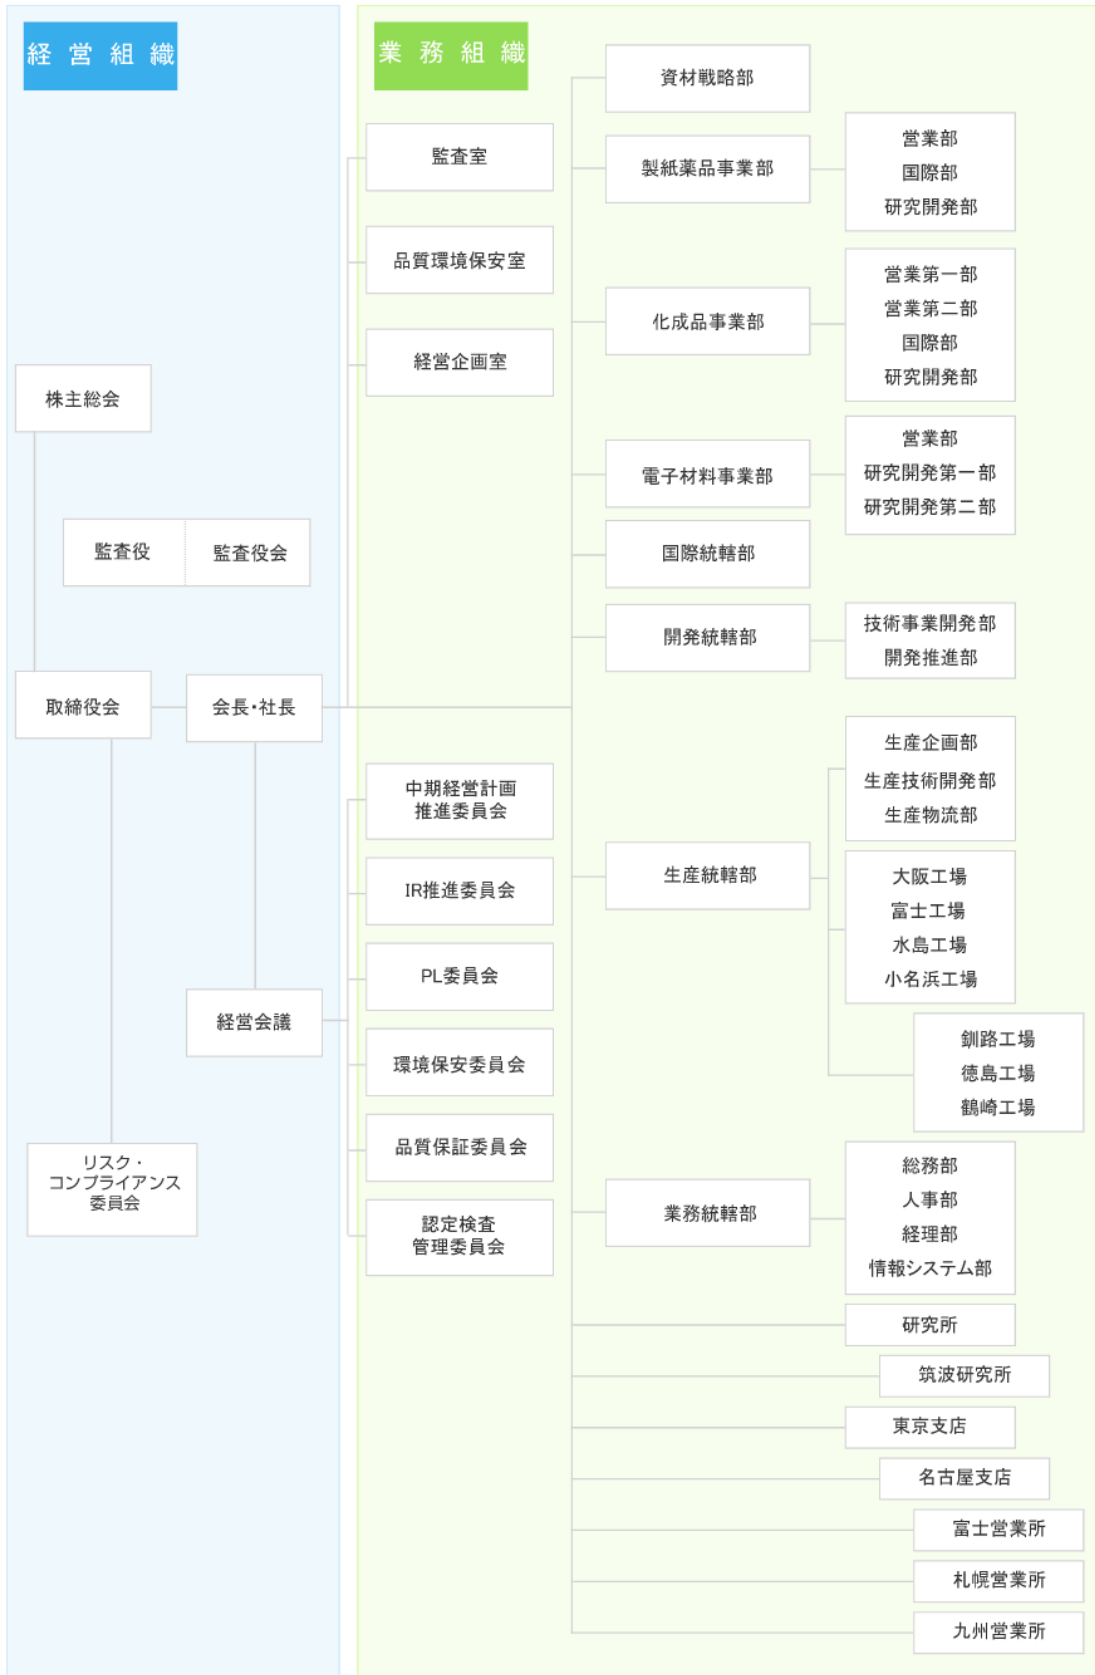 経営組織
株主総会
監査役
監査役会
取締役会
会長・社長
経営会議
リスク・
コンプライアンス
委員会
業務組織
監査室
品質環境保安室
経営企画室
中期経営計画
推進委員会
IR推進委員会
PL委員会
環境保安委員会
品質保証委員会
認定検査
管理委員会
資材戦略部
製紙薬品事業部
営業部
国際部
研究開発部
化成品事業部
営業第一部
営業第二部
国際部
研究開発部
電子材料事業部
営業部
研究開発第一部
研究開発第二部
国際統轄部
開発統轄部
技術事業開発部
開発推進部
生産統轄部
生産企画部
生産技術開発部
生産物流部
大阪工場
富士工場
水島工場
小名浜工場
釧路工場
徳島工場
鶴崎工場
業務統轄部
総務部
人事部
経理部
情報システム部
研究所
筑波研究所
東京支店
名古屋支店
富士営業所
札幌営業所
九州営業所